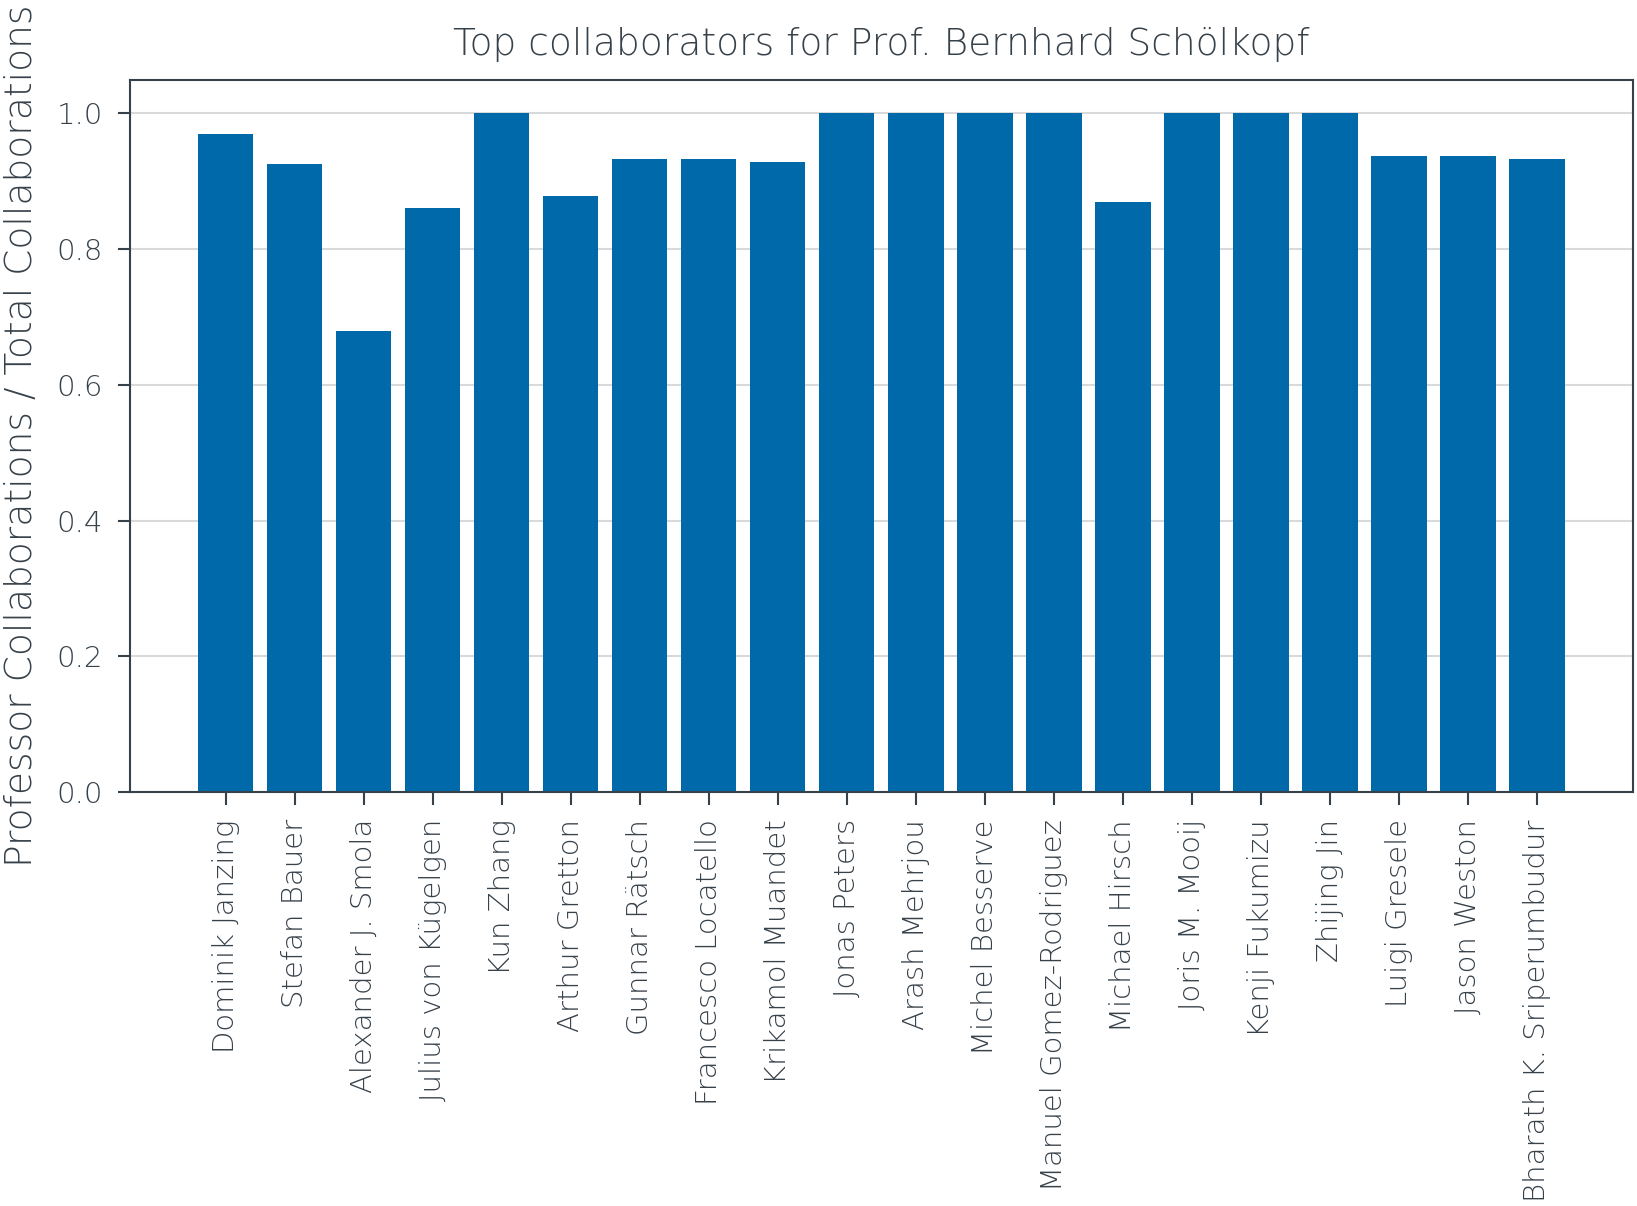 Top collaborators for Prof. Bernhard Schölkopf
Professor Collaborations / Total Collaborations
1.0
0.8
0.6
0.4
0.2
0.0
Dominik Janzing
Stefan Bauer
Alexander J. Smola
Julius von Kügelgen
Kun Zhang
Arthur Gretton
Gunnar Rätsch
Francesco Locatello
Krikamol Muandet
Jonas Peters
Arash Mehrjou
Michel Besserve
Manuel Gomez-Rodriguez
Michael Hirsch
Joris M. Mooij
Kenji Fukumizu
Zhijing Jin
Luigi Gresele
Jason Weston
Bharath K. Sriperumbudur